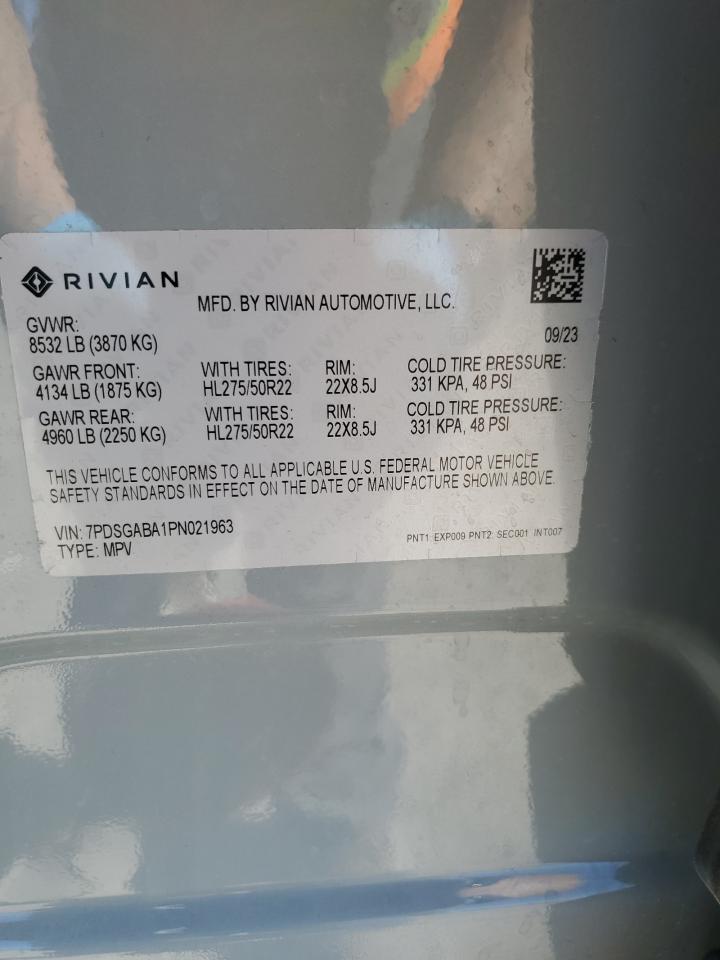 RIVIAN
MFD. BY RIVIAN AUTOMOTIVE, LLC.
GVWR:
8532 LB (3870 KG)
09/23
GAWR FRONT: WITH TIRES: RIM: COLD TIRE PRESSURE:
4134 LB (1875 KG) HL275/50R22 22X8.5J 331 KPA, 48 PSI
GAWR REAR: WITH TIRES: RIM: COLD TIRE PRESSURE:
4960 LB (2250 KG) HL275/50R22 22X8.5J 331 KPA, 48 PSI
THIS VEHICLE CONFORMS TO ALL APPLICABLE U.S. FEDERAL MOTOR VEHICLE
SAFETY STANDARDS IN EFFECT ON THE DATE OF MANUFACTURE SHOWN ABOVE.
VIN: 7PDSGABA1PN021963
TYPE: MPV
PNT1: EXP009 PNT2: SEC001 INT007